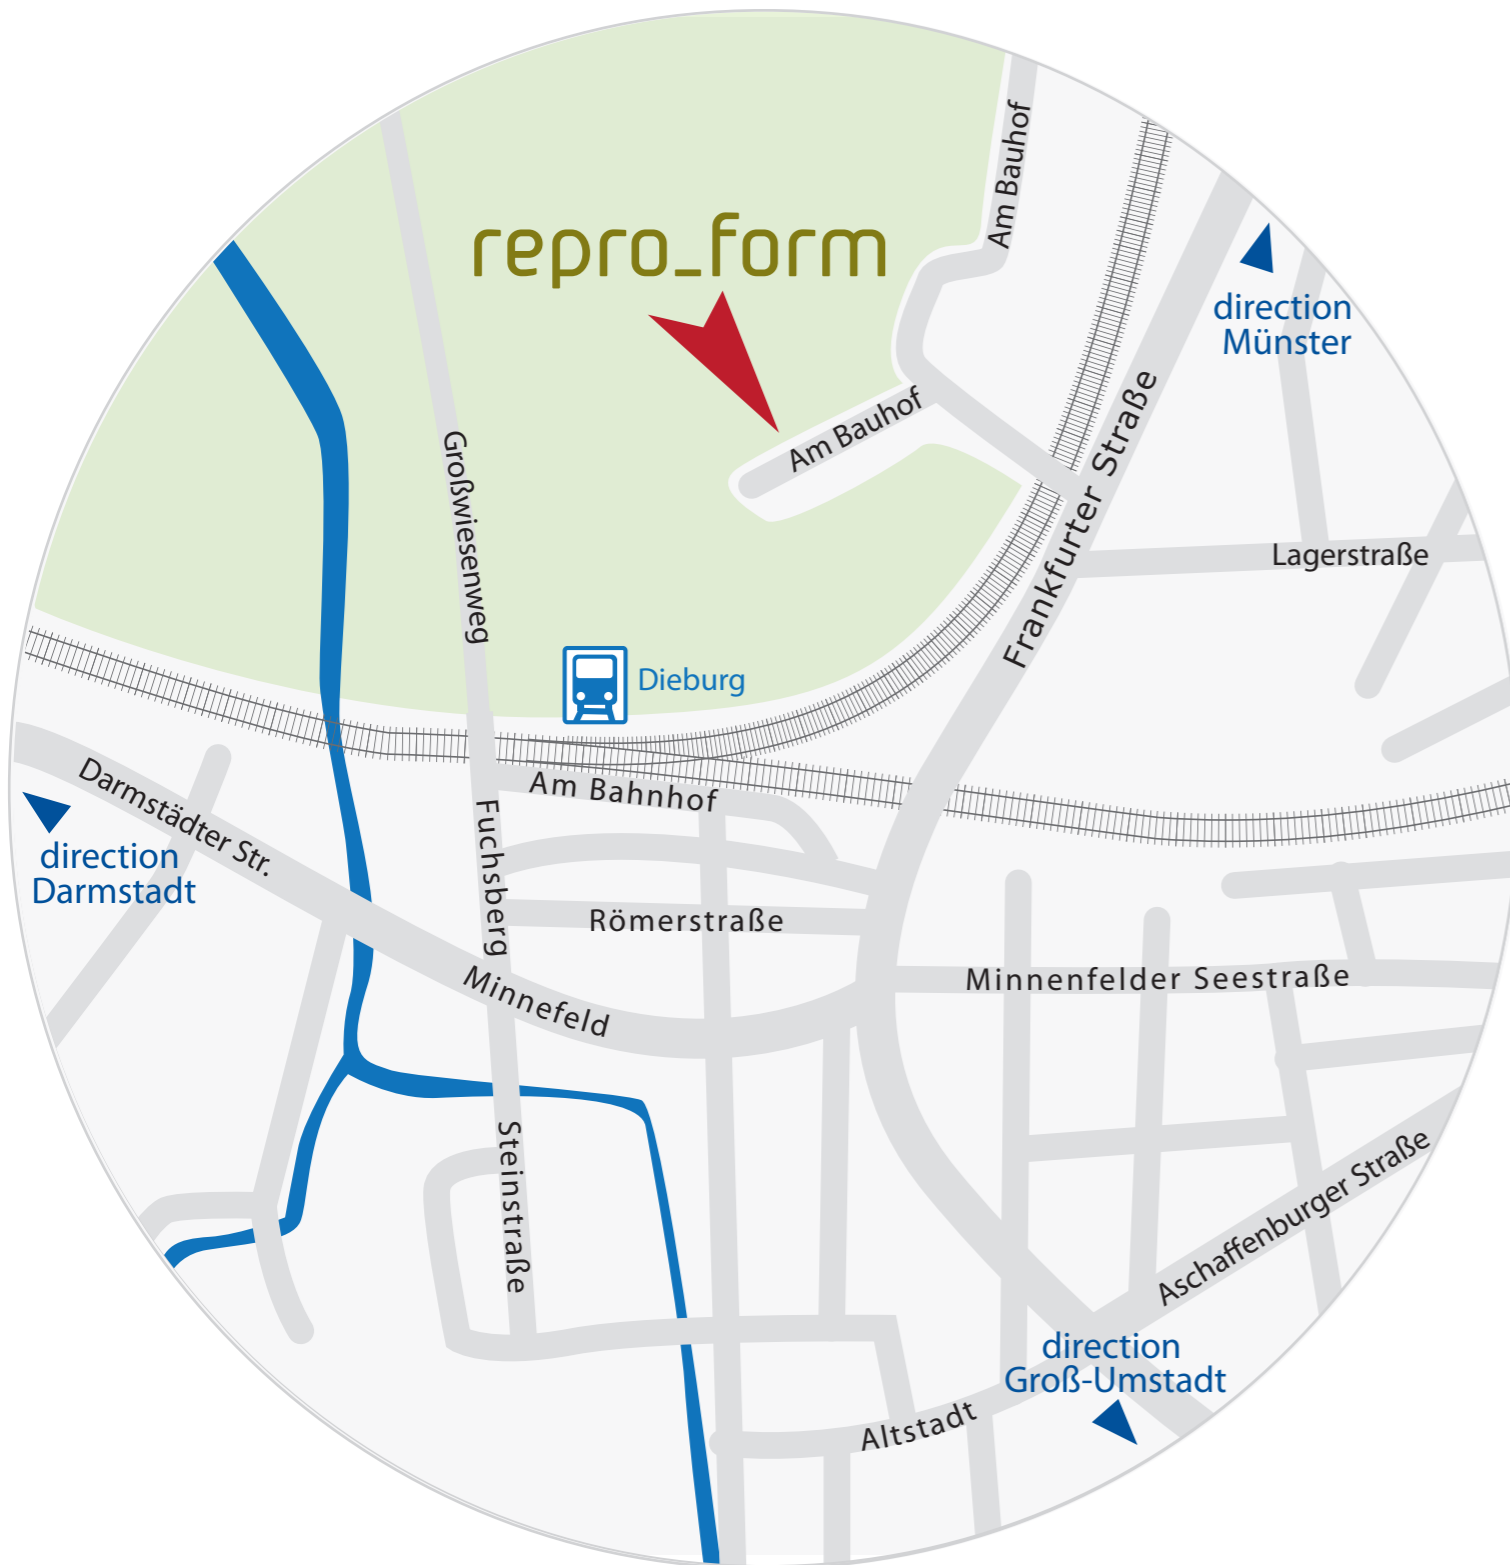 Am Bauhof
repro_form
direction
Münster
Am Bauhof
Frankfurter Straße
Großwiesenweg
Lagerstraße
Dieburg
Am Bahnhof
Darmstädter Str.
direction
Darmstadt
Fuchsberg
Römerstraße
Minnefeld
Minnenfelder Seestraße
Steinstraße
Aschaffenburger Straße
direction
Groß-Umstadt
Altstadt